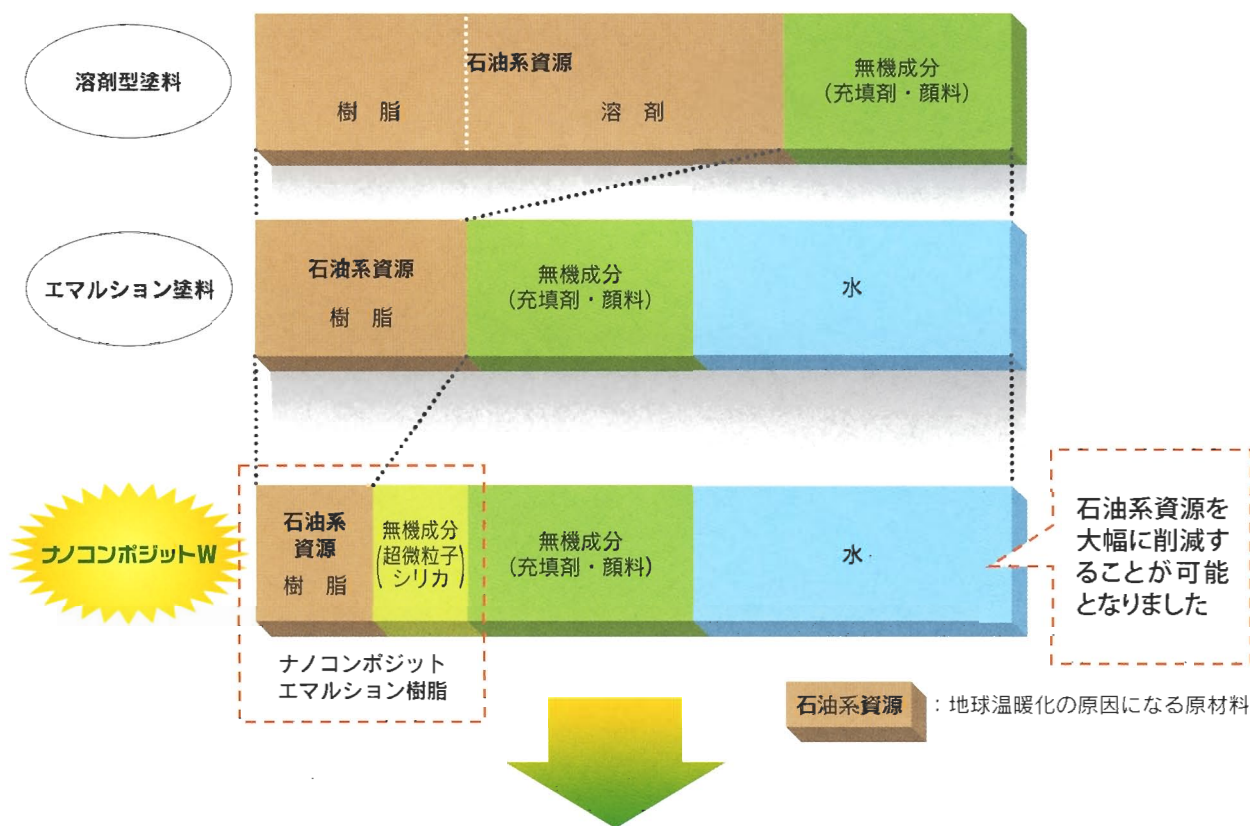 溶剤型塗料
石油系資源
樹 脂
溶 剤
無機成分
(充填剤・顔料)
エマルション塗料
石油系資源
樹 脂
無機成分
(充填剤・顔料)
水
ナノコンポジットW
石油系
資源
樹 脂
無機成分
(超微粒子
シリカ)
無機成分
(充填剤・顔料)
水
石油系資源を
大幅に削減す
ることが可能
となりました
ナノコンポジット
エマルション樹脂
石油系資源
：地球温暖化の原因になる原材料